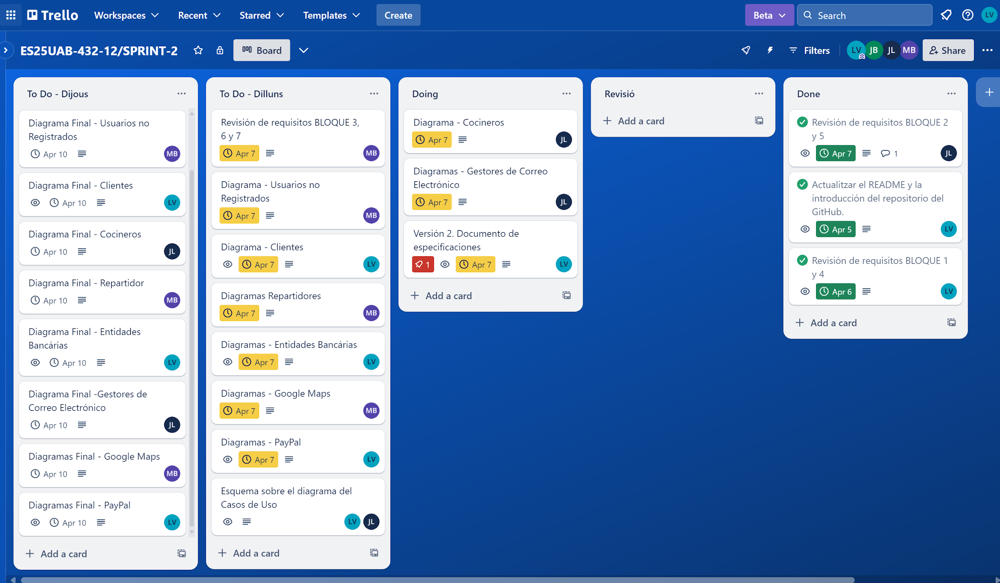 Trello
Workspaces
Recent
Starred
Templates
Create
Beta
Search
LV
ES25UAB-432-12/SPRINT-2
Board
Filters
LV
JB
JL
MB
Share
To Do - Dijous
Diagrama Final - Usuarios no
Registrados
Apr 10
MB
Diagrama Final - Clientes
Apr 10
LV
Diagrama Final - Cocineros
Apr 10
JL
Diagrama Final - Repartidor
Apr 10
MB
Diagrama Final - Entidades
Bancárias
Apr 10
LV
Diagrama Final -Gestores de
Correo Electrónico
Apr 10
JL
Diagramas Final - Google Maps
Apr 10
MB
Diagramas Final - PayPal
Apr 10
LV
Add a card
To Do - Dilluns
Revisión de requisitos BLOQUE 3,
6 y 7
Apr 7
MB
Diagrama - Usuarios no
Registrados
Apr 7
MB
Diagrama - Clientes
Apr 7
LV
Diagramas Repartidores
Apr 7
MB
Diagramas - Entidades Bancárias
Apr 7
LV
Diagramas - Google Maps
Apr 7
MB
Diagramas - PayPal
Apr 7
LV
Esquema sobre el diagrama del
Casos de Uso
LV
JL
Add a card
Doing
Diagrama - Cocineros
Apr 7
JL
Diagramas - Gestores de Correo
Electrónico
Apr 7
JL
Versión 2. Documento de
especificaciones
1
Apr 7
LV
Add a card
Revisió
Add a card
Done
Revisión de requisitos BLOQUE 2
y 5
Apr 7
1
JL
Actualitzar el README y la
introducción del repositorio del
GitHub.
Apr 5
LV
Revisión de requisitos BLOQUE 1
y 4
Apr 6
LV
Add a card